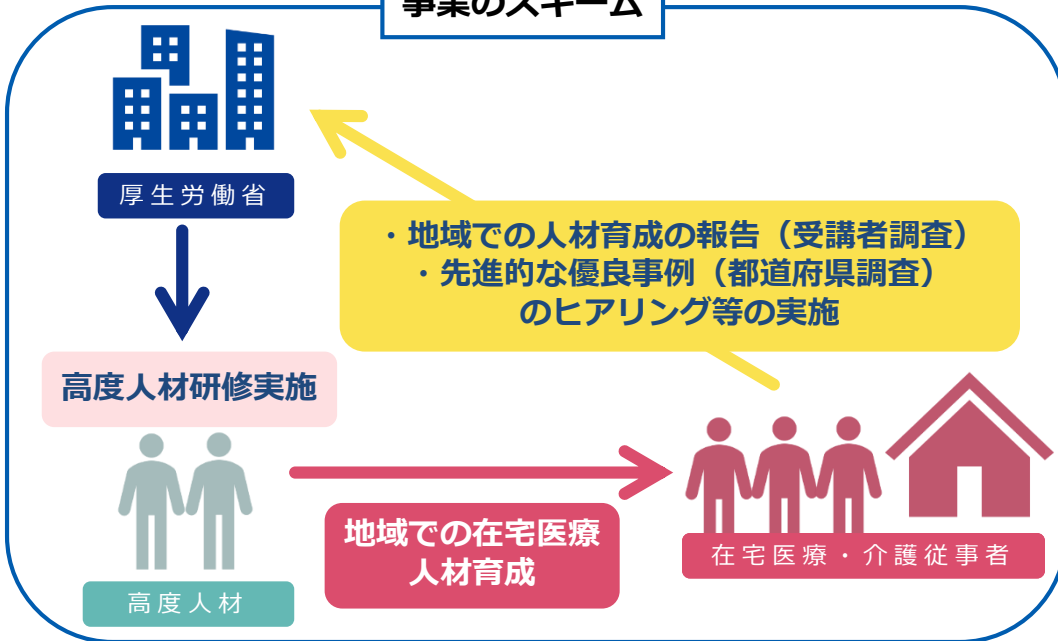 事業のスキーム
厚生労働省
・地域での人材育成の報告（受講者調査）
・先進的な優良事例（都道府県調査）
のヒアリング等の実施
高度人材研修実施
地域での在宅医療
人材育成
在宅医療・介護従事者
高度人材